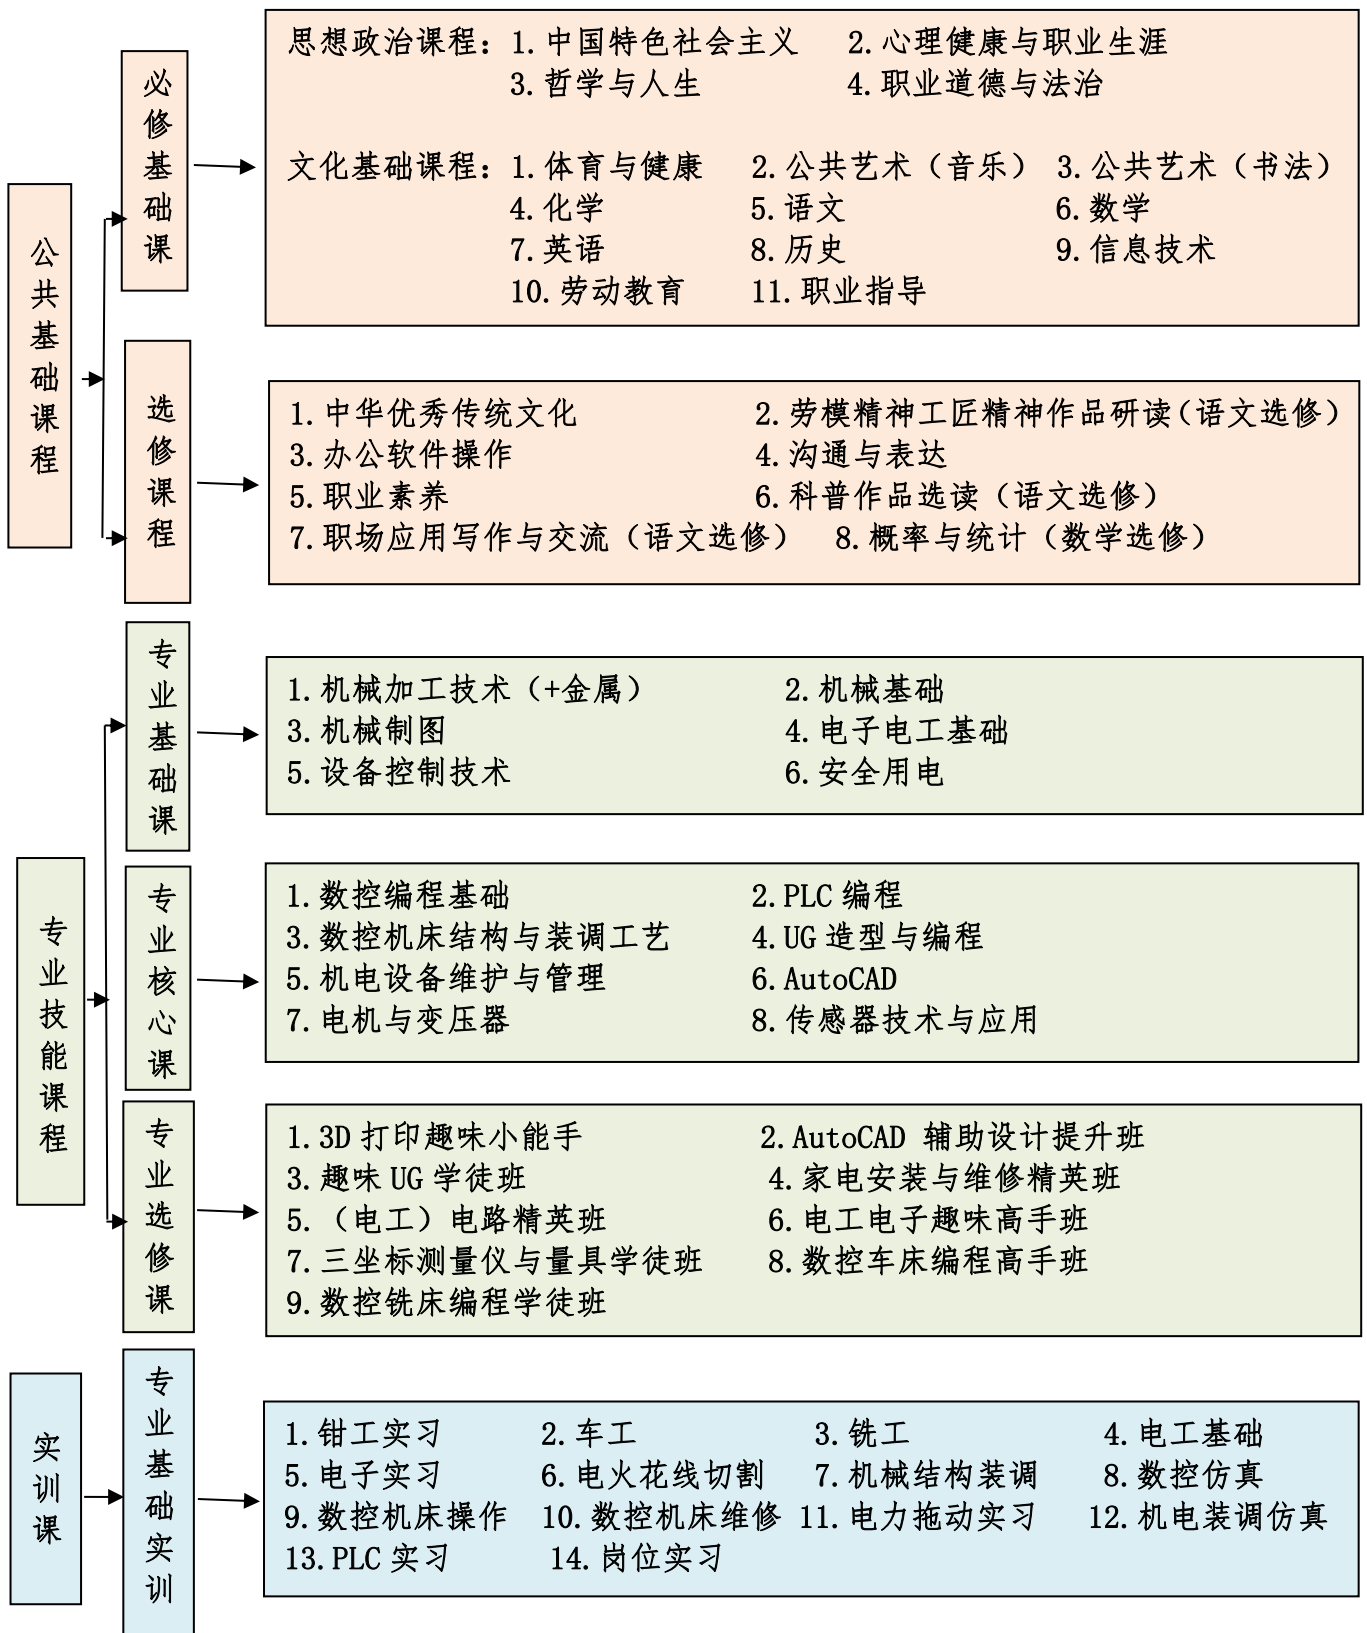 公共基础课程
必修基础课
思想政治课程：1.中国特色社会主义 2.心理健康与职业生涯
3.哲学与人生 4.职业道德与法治
文化基础课程：1.体育与健康 2.公共艺术（音乐） 3.公共艺术（书法）
4.化学 5.语文 6.数学
7.英语 8.历史 9.信息技术
10.劳动教育 11.职业指导
选修课程
1.中华优秀传统文化 2.劳模精神工匠精神作品研读(语文选修）
3.办公软件操作 4.沟通与表达
5.职业素养 6.科普作品选读（语文选修）
7.职场应用写作与交流（语文选修） 8.概率与统计（数学选修）
专业技能课程
专业基础课
1.机械加工技术（+金属） 2.机械基础
3.机械制图 4.电子电工基础
5.设备控制技术 6.安全用电
专业核心课
1.数控编程基础 2.PLC 编程
3.数控机床结构与装调工艺 4.UG 造型与编程
5.机电设备维护与管理 6.AutoCAD
7.电机与变压器 8.传感器技术与应用
专业选修课
1.3D 打印趣味小能手 2.AutoCAD 辅助设计提升班
3.趣味 UG 学徒班 4.家电安装与维修精英班
5.（电工）电路精英班 6.电工电子趣味高手班
7.三坐标测量仪与量具学徒班 8.数控车床编程高手班
9.数控铣床编程学徒班
实训课
专业基础实训
1.钳工实习 2.车工 3.铣工 4.电工基础
5.电子实习 6.电火花线切割 7.机械结构装调 8.数控仿真
9.数控机床操作 10.数控机床维修 11.电力拖动实习 12.机电装调仿真
13.PLC 实习 14.岗位实习